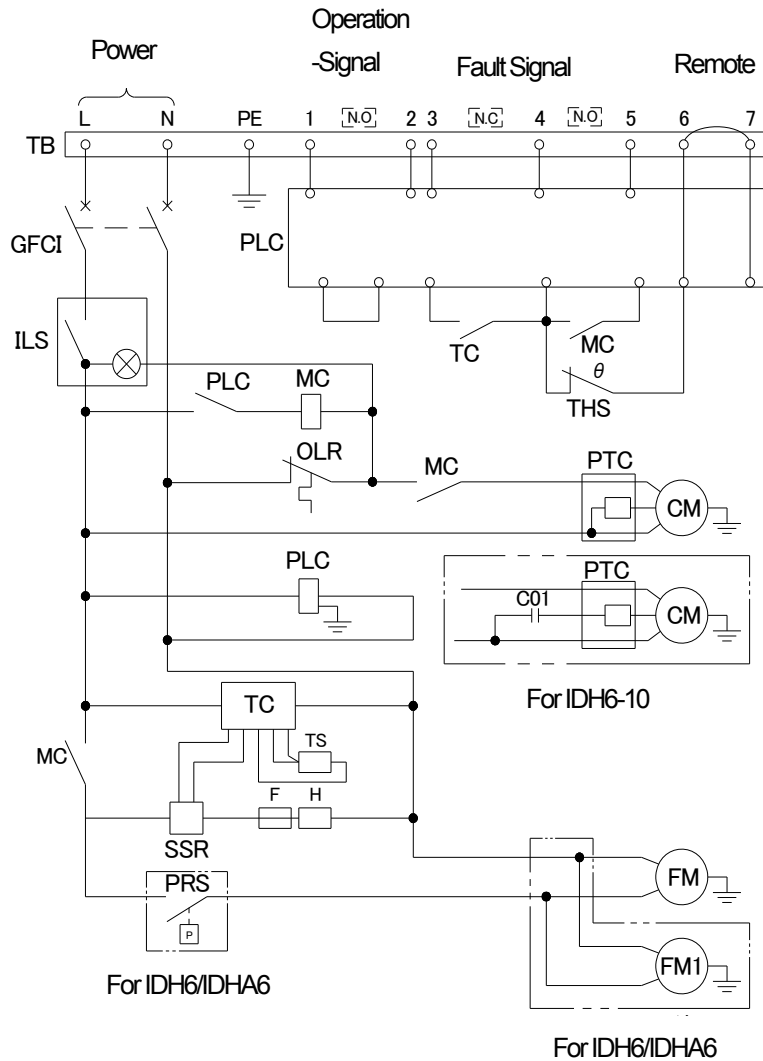 Operation
Power
-Signal
Fault Signal
Remote
L N PE 1 N.O 2 3 N.C 4 N.O 5 6 7
TB
GFCI
PLC
ILS
TC
MC
θ
THS
PLC
MC
OLR
MC
PTC
CM
PLC
PTC
C01
CM
For IDH6-10
TC
TS
MC
F
H
SSR
PRS
P
FM
FM1
For IDH6/IDHA6
For IDH6/IDHA6